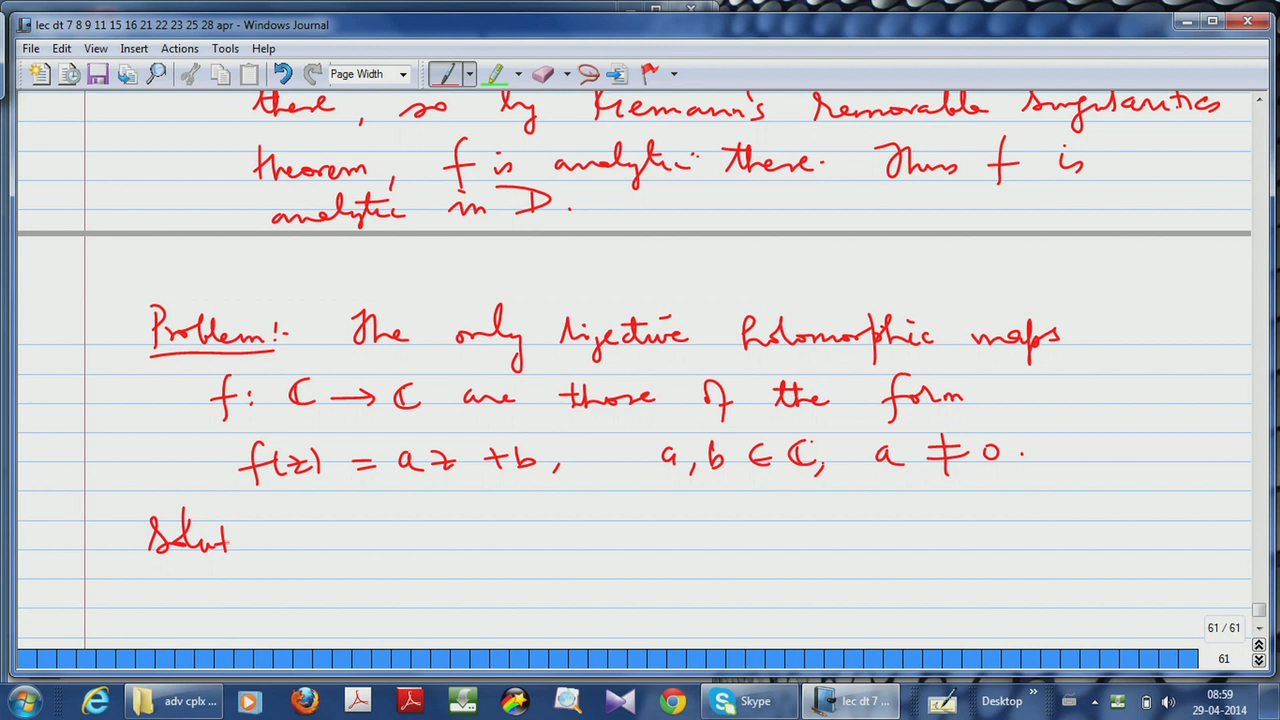 lec dt 7 8 9 11 15 16 21 22 23 25 28 apr - Windows Journal
File Edit View Insert Actions Tools Help
Page Width
there, so by Riemann's removable singularities
theorem, f is analytic there. Thus f is
analytic in D.
Problem:- The only bijective holomorphic maps
f: ℂ → ℂ are those of the form
f(z) = az + b, a, b ∈ ℂ, a ≠ 0.
Solut
61 / 61
61
adv cplx ...
Skype
lec dt 7 ...
Desktop
08:59
29-04-2014